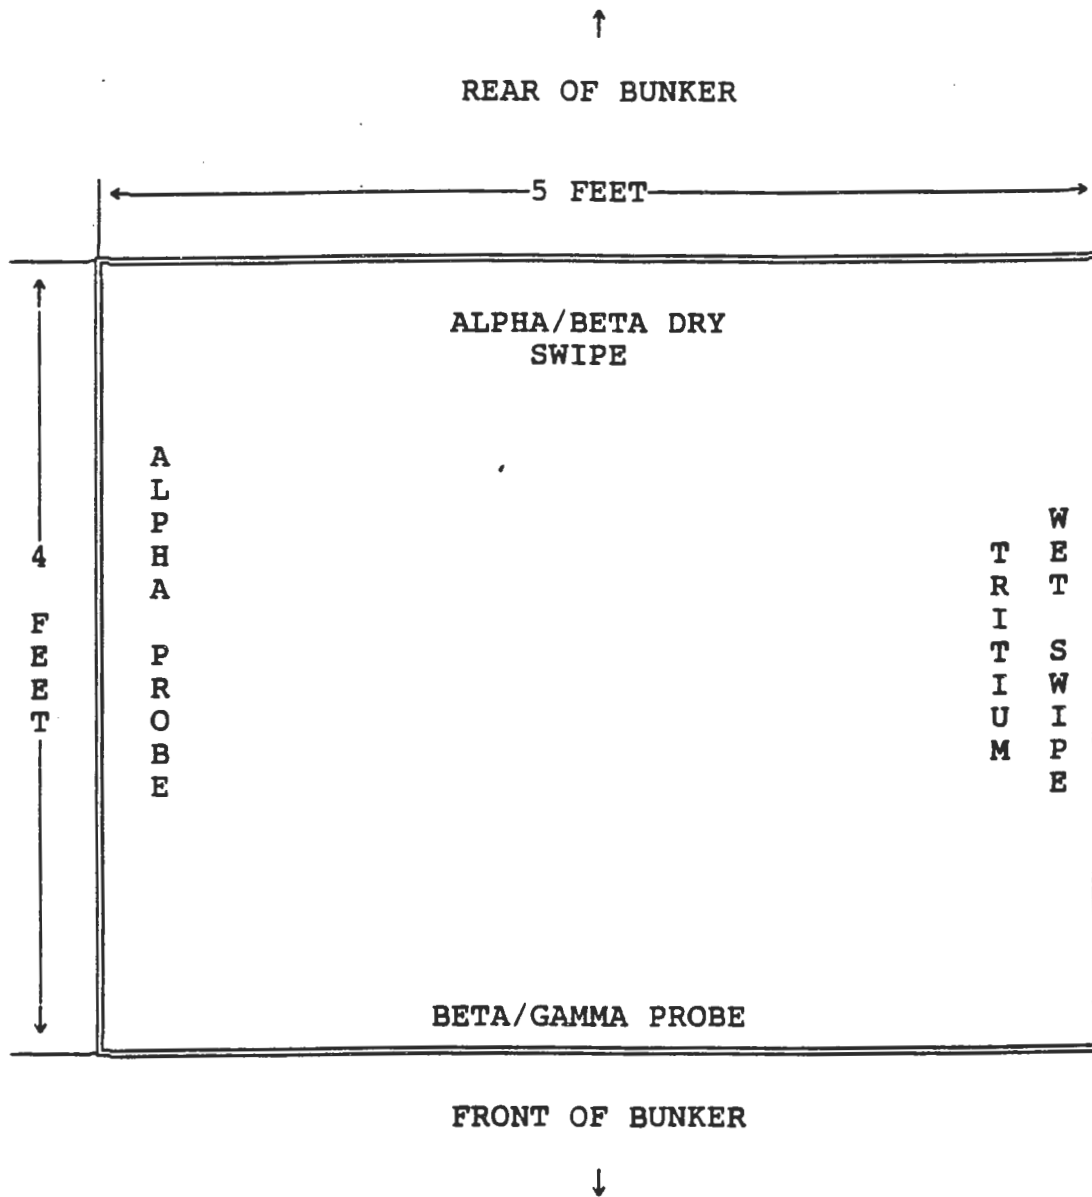 ↑
REAR OF BUNKER
5 FEET
ALPHA/BETA DRY
SWIPE
4 FEET
ALPHA PROBE
TRITIUM
WET SWIPE
BETA/GAMMA PROBE
FRONT OF BUNKER
↓